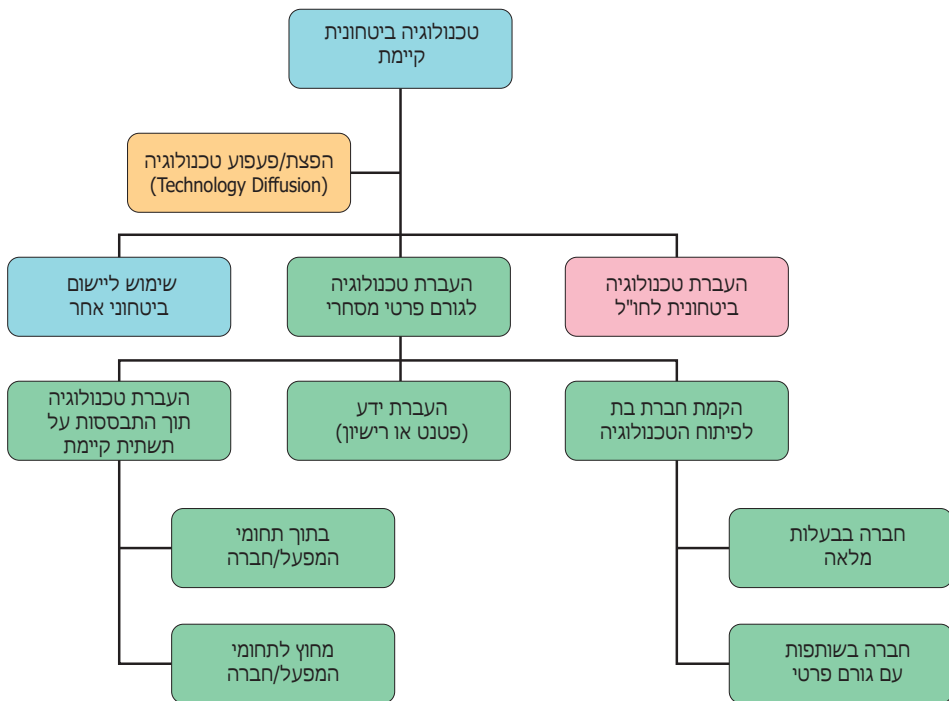 טכנולוגיה ביטחונית
קיימת
הפצת/פעפוע טכנולוגיה
(Technology Diffusion)
העברת טכנולוגיה
ביטחונית לחו"ל
העברת טכנולוגיה
לגורם פרטי מסחרי
שימוש ליישום
ביטחוני אחר
הקמת חברת בת
לפיתוח הטכנולוגיה
העברת ידע
(פטנט או רישיון)
העברת טכנולוגיה
תוך התבססות על
תשתית קיימת
חברה בבעלות
מלאה
בתוך תחומי
המפעל/חברה
חברה בשותפות
עם גורם פרטי
מחוץ לתחומי
המפעל/חברה